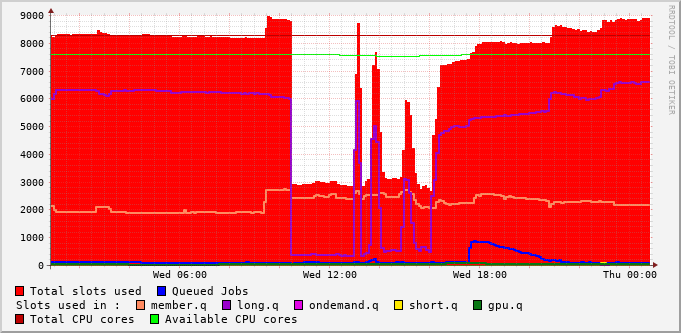 9000
8000
7000
6000
5000
4000
3000
2000
1000
0
Wed 06:00 Wed 12:00 Wed 18:00 Thu 00:00
RRDTOOL / TOBI OETIKER
Total slots used Queued Jobs
Slots used in : member.q long.q ondemand.q short.q gpu.q
Total CPU cores Available CPU cores